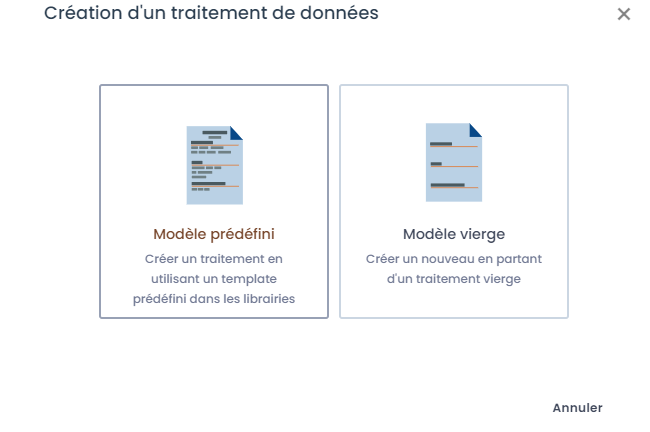 Création d'un traitement de données
Modèle prédéfini
Créer un traitement en
utilisant un template
prédéfini dans les librairies
Modèle vierge
Créer un nouveau en partant
d'un traitement vierge
Annuler